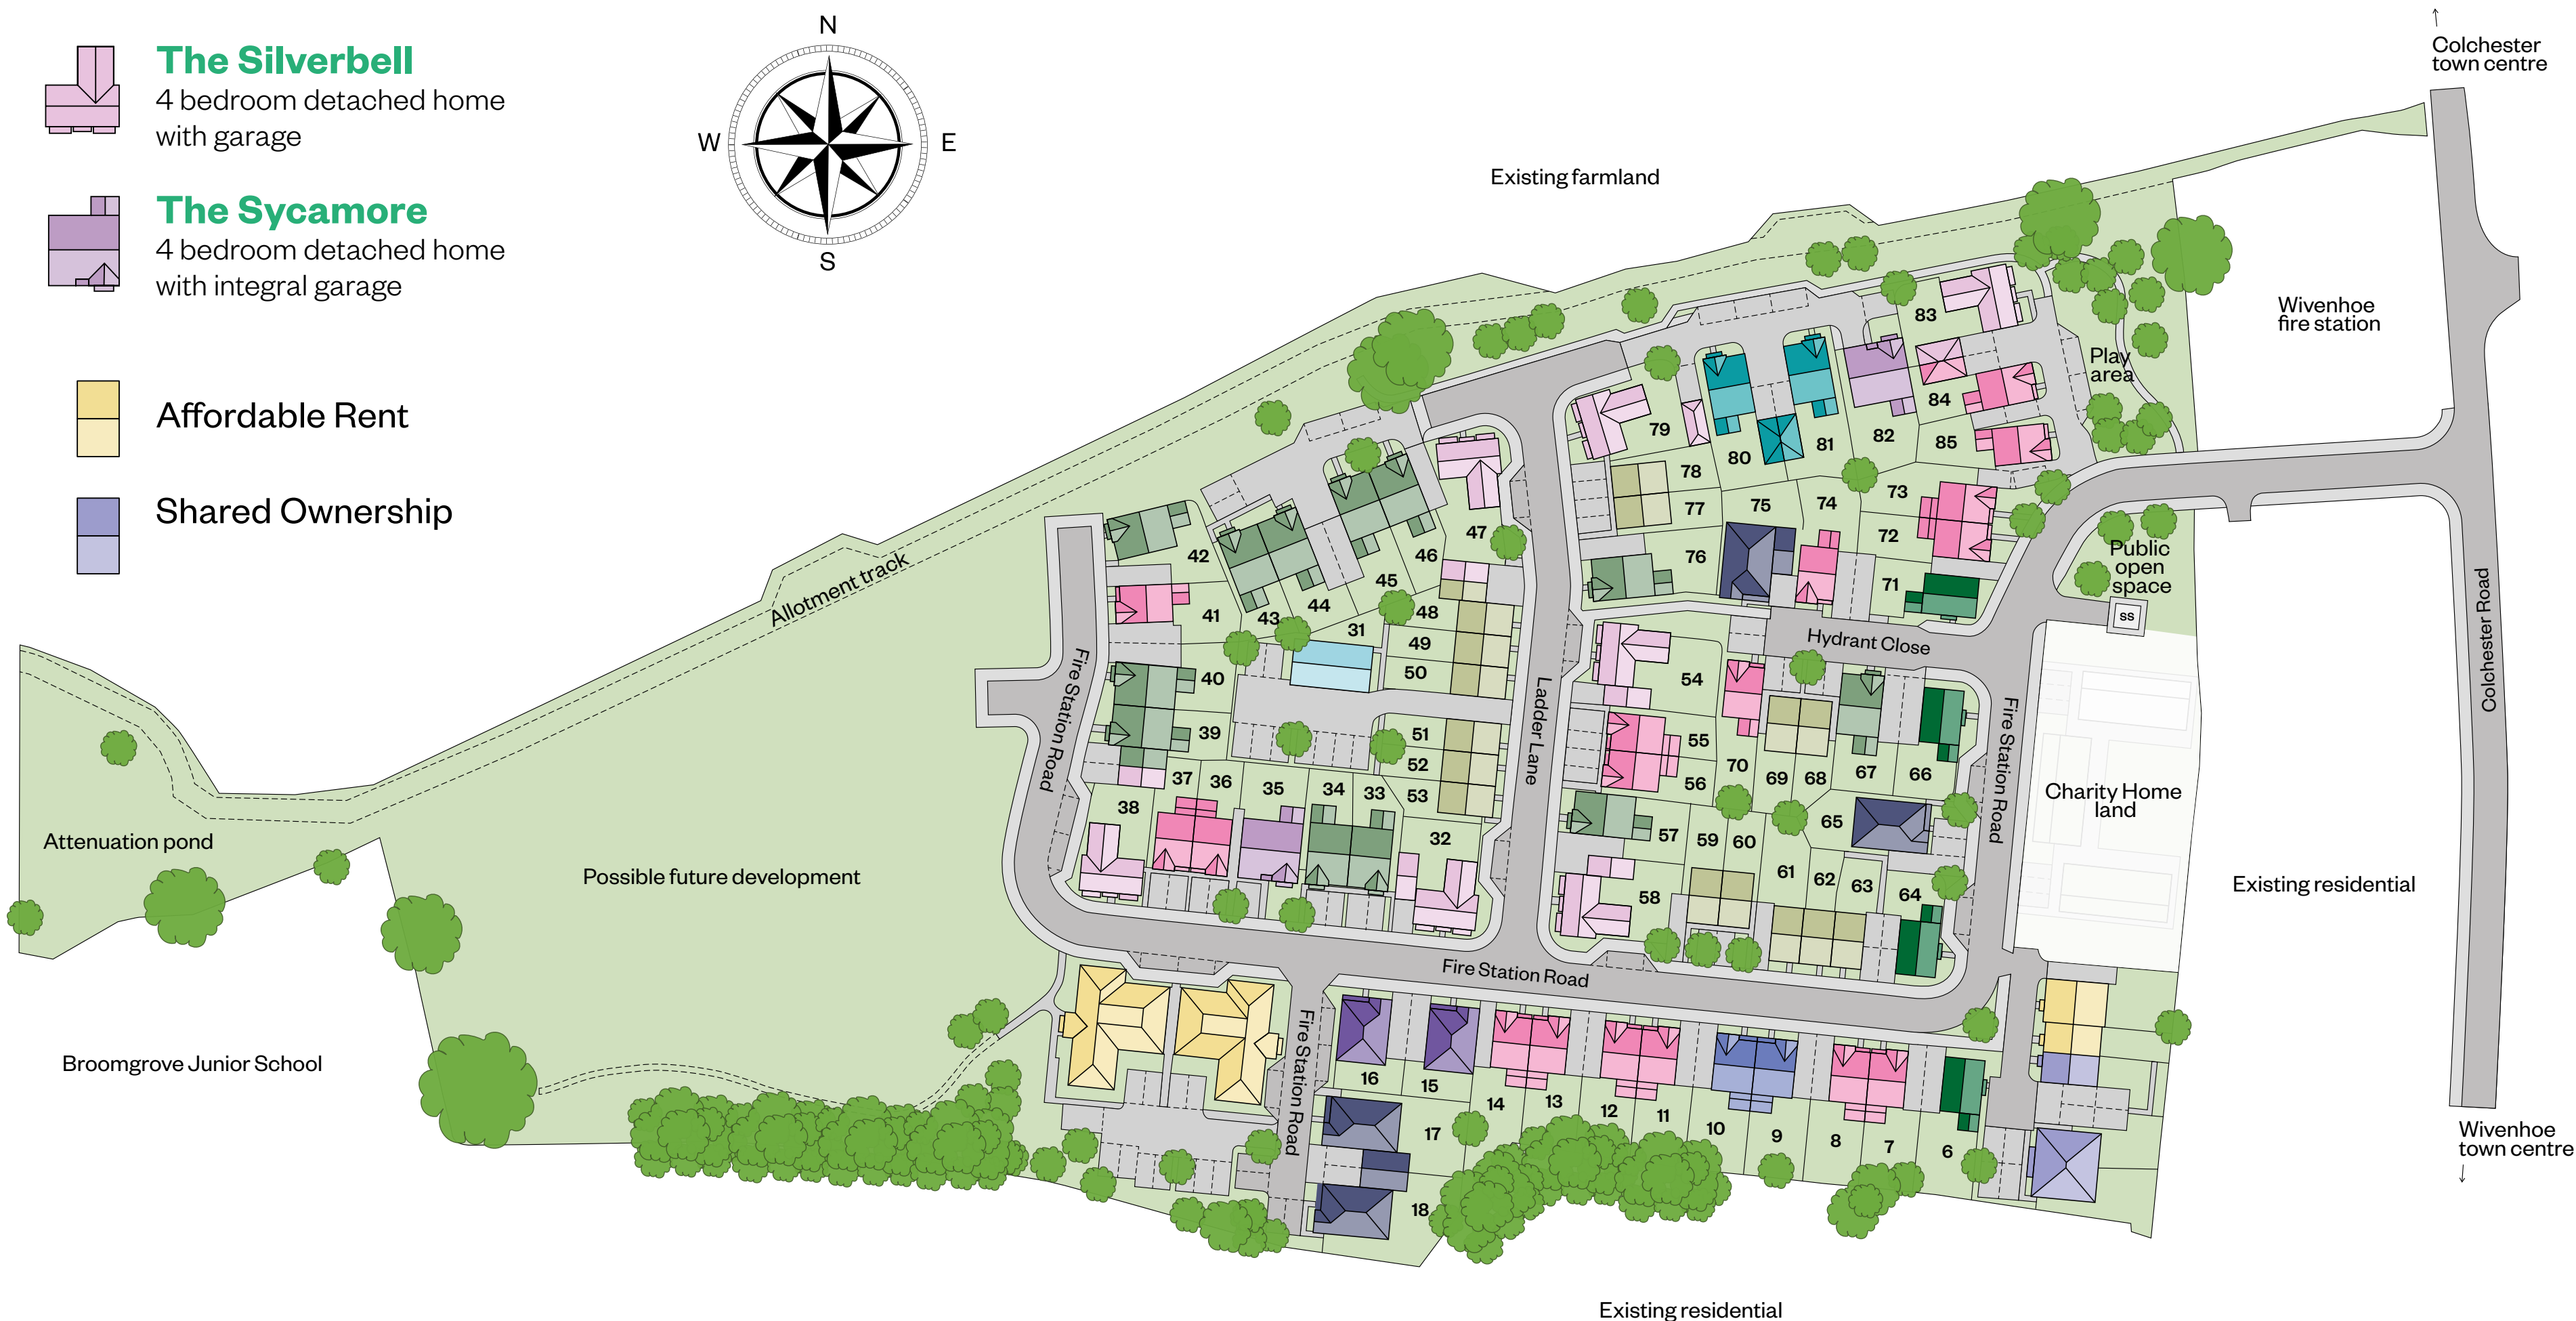 The Silverbell
4 bedroom detached home
with garage
The Sycamore
4 bedroom detached home
with integral garage
Affordable Rent
Shared Ownership
N
W
E
S
Colchester
town centre
Existing farmland
Wivenhoe
fire station
Play
area
83
84
85
82
81
80
79
78
77
76
75
74
73
72
71
Public
open
space
ss
Hydrant Close
Colchester Road
Allotment track
42
41
43
44
45
46
47
31
48
49
50
40
39
51
52
53
37
36
35
34
33
38
32
Fire Station Road
Ladder Lane
54
55
56
57
58
59
60
61
62
63
64
65
66
67
68
69
70
Fire Station Road
Charity Home
land
Existing residential
Attenuation pond
Possible future development
Broomgrove Junior School
Fire Station Road
Fire Station Road
16
15
14
13
12
11
10
9
8
7
6
17
18
Wivenhoe
town centre
Existing residential